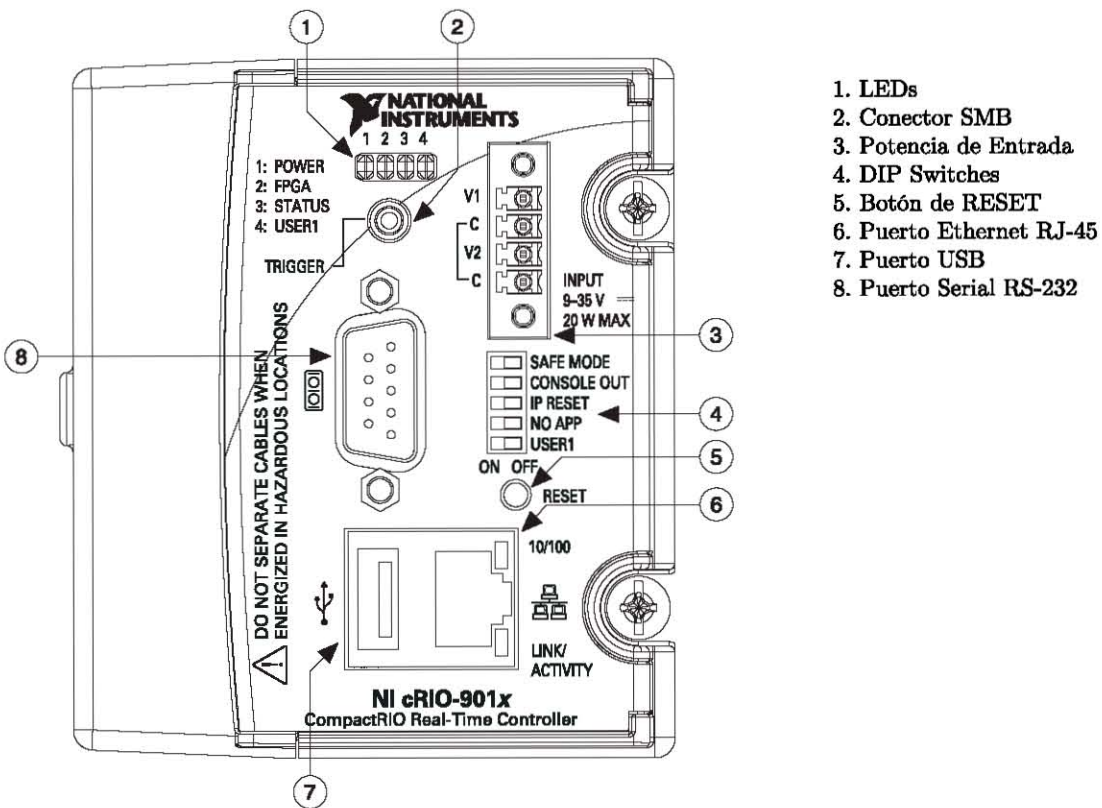 1
2
NATIONAL
INSTRUMENTS
1 2 3 4
1: POWER
2: FPGA
3: STATUS
4: USER1
TRIGGER
V1
C
V2
C
INPUT
9–35 V
20 W MAX
3
8
DO NOT SEPARATE CABLES WHEN
ENERGIZED IN HAZARDOUS LOCATIONS
SAFE MODE
CONSOLE OUT
IP RESET
NO APP
USER1
ON OFF
4
5
RESET
6
10/100
LINK/
ACTIVITY
NI cRIO-901x
CompactRIO Real-Time Controller
7
1. LEDs
2. Conector SMB
3. Potencia de Entrada
4. DIP Switches
5. Botón de RESET
6. Puerto Ethernet RJ-45
7. Puerto USB
8. Puerto Serial RS-232